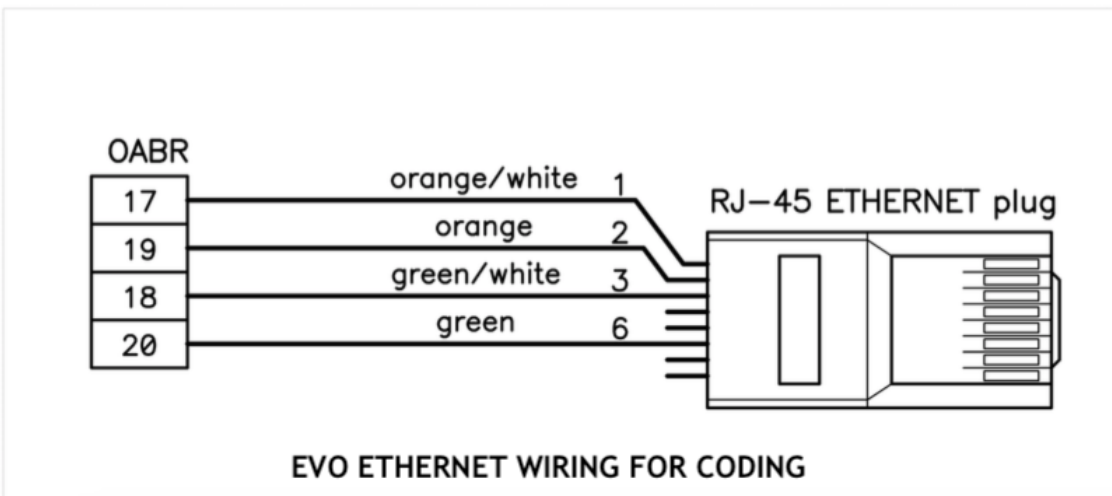 OABR
17 orange/white 1
RJ-45 ETHERNET plug
19 orange 2
18 green/white 3
20 green 6
EVO ETHERNET WIRING FOR CODING